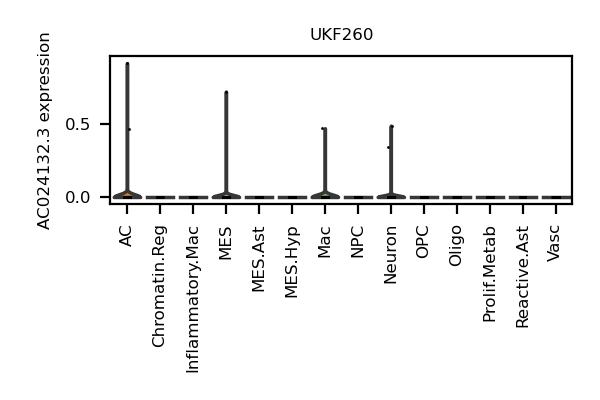 UKF260
AC024132.3 expression
0.5
0.0
AC
Chromatin.Reg
Inflammatory.Mac
MES
MES.Ast
MES.Hyp
Mac
NPC
Neuron
OPC
Oligo
Prolif.Metab
Reactive.Ast
Vasc